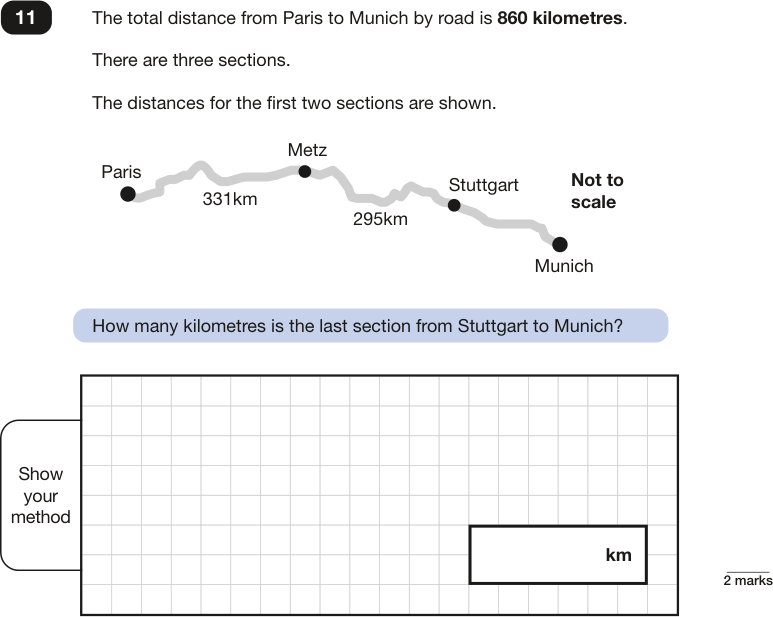 11
The total distance from Paris to Munich by road is 860 kilometres.
There are three sections.
The distances for the first two sections are shown.
Metz
Paris
Stuttgart
Not to
scale
331km
295km
Munich
How many kilometres is the last section from Stuttgart to Munich?
Show
your
method
km
2 marks